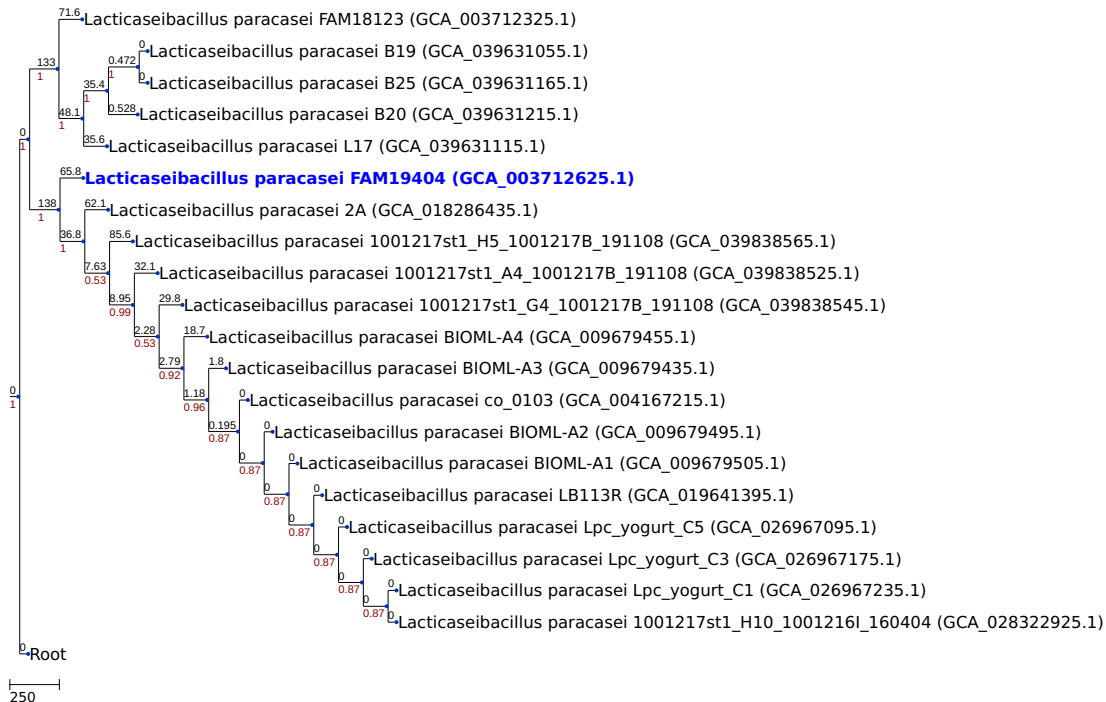 71.6 Lacticaseibacillus paracasei FAM18123 (GCA_003712325.1)
0 Lacticaseibacillus paracasei B19 (GCA_039631055.1)
133 0.472
1 1
0 Lacticaseibacillus paracasei B25 (GCA_039631165.1)
35.4
1
48.1 0.528 Lacticaseibacillus paracasei B20 (GCA_039631215.1)
1
0 35.6 Lacticaseibacillus paracasei L17 (GCA_039631115.1)
1
65.8 Lacticaseibacillus paracasei FAM19404 (GCA_003712625.1)
138 62.1 Lacticaseibacillus paracasei 2A (GCA_018286435.1)
1
36.8 85.6 Lacticaseibacillus paracasei 1001217st1_H5_1001217B_191108 (GCA_039838565.1)
1
7.63 32.1 Lacticaseibacillus paracasei 1001217st1_A4_1001217B_191108 (GCA_039838525.1)
0.53
8.95 29.8 Lacticaseibacillus paracasei 1001217st1_G4_1001217B_191108 (GCA_039838545.1)
0.99
2.28 18.7 Lacticaseibacillus paracasei BIOML-A4 (GCA_009679455.1)
0.53
2.79 1.8 Lacticaseibacillus paracasei BIOML-A3 (GCA_009679435.1)
0.92
0 1.18 0 Lacticaseibacillus paracasei co_0103 (GCA_004167215.1)
1 0.96
0.195 0 Lacticaseibacillus paracasei BIOML-A2 (GCA_009679495.1)
0.87
0 0 Lacticaseibacillus paracasei BIOML-A1 (GCA_009679505.1)
0.87
0 0 Lacticaseibacillus paracasei LB113R (GCA_019641395.1)
0.87
0 0 Lacticaseibacillus paracasei Lpc_yogurt_C5 (GCA_026967095.1)
0.87
0 0 Lacticaseibacillus paracasei Lpc_yogurt_C3 (GCA_026967175.1)
0.87
0 0 Lacticaseibacillus paracasei Lpc_yogurt_C1 (GCA_026967235.1)
0.87
0 0 Lacticaseibacillus paracasei 1001217st1_H10_1001216I_160404 (GCA_028322925.1)
0.87
0 Root
250